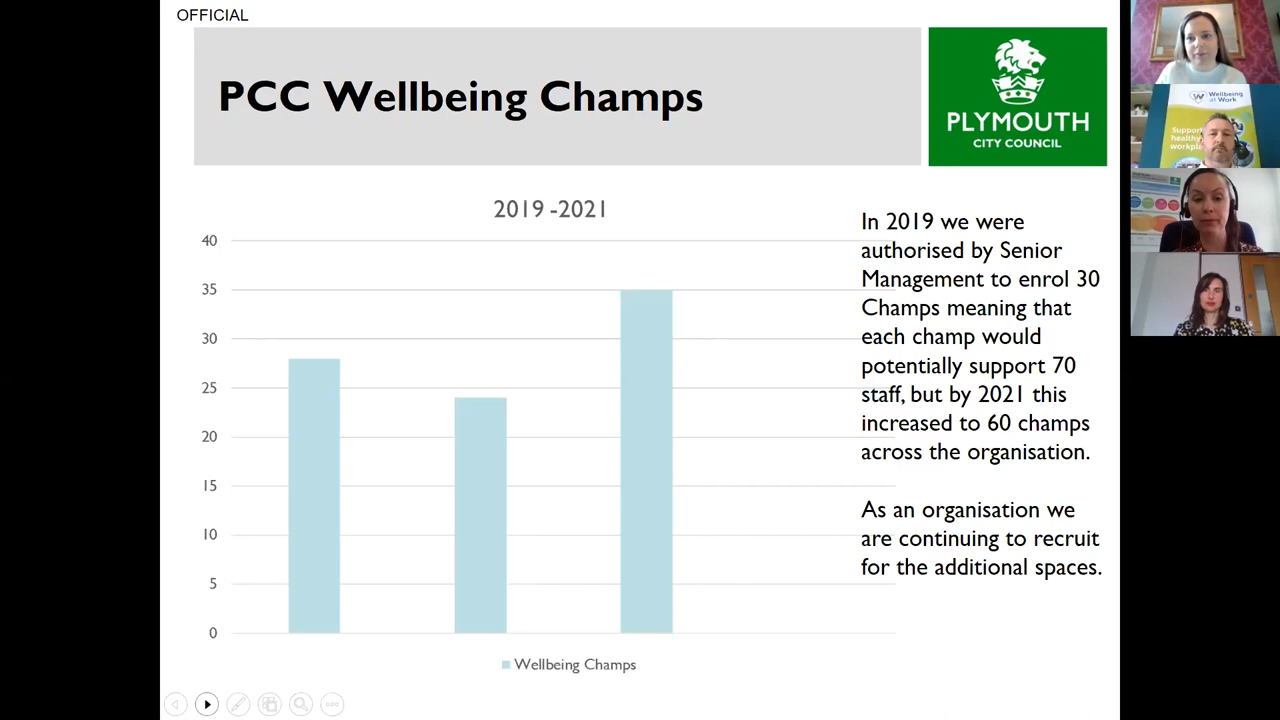 OFFICIAL
PCC Wellbeing Champs
PLYMOUTH
CITY COUNCIL
2019 -2021
40
35
30
25
20
15
10
5
0
Wellbeing Champs
In 2019 we were
authorised by Senior
Management to enrol 30
Champs meaning that
each champ would
potentially support 70
staff, but by 2021 this
increased to 60 champs
across the organisation.
As an organisation we
are continuing to recruit
for the additional spaces.
Wellbeing
at Work